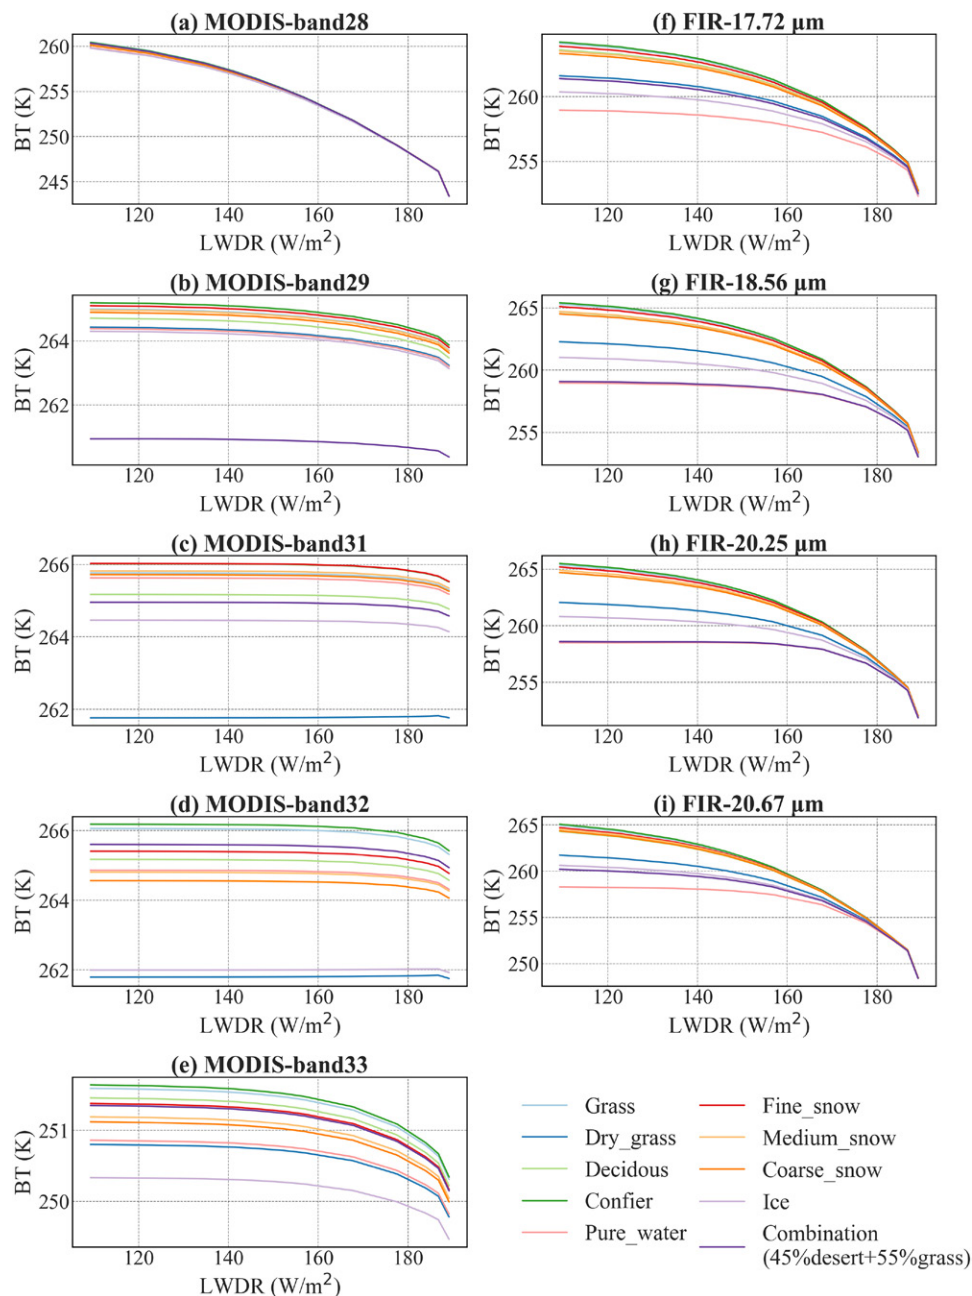 (a) MODIS-band28
260
255
250
245
BT (K)
120 140 160 180
LWDR (W/m²)
(b) MODIS-band29
264
262
BT (K)
120 140 160 180
LWDR (W/m²)
(c) MODIS-band31
266
264
262
BT (K)
120 140 160 180
LWDR (W/m²)
(d) MODIS-band32
266
264
262
BT (K)
120 140 160 180
LWDR (W/m²)
(e) MODIS-band33
251
250
BT (K)
120 140 160 180
LWDR (W/m²)
(f) FIR-17.72 μm
260
255
BT (K)
120 140 160 180
LWDR (W/m²)
(g) FIR-18.56 μm
265
260
255
BT (K)
120 140 160 180
LWDR (W/m²)
(h) FIR-20.25 μm
265
260
255
BT (K)
120 140 160 180
LWDR (W/m²)
(i) FIR-20.67 μm
265
260
255
250
BT (K)
120 140 160 180
LWDR (W/m²)
Grass
Dry_grass
Decidous
Confier
Pure_water
Fine_snow
Medium_snow
Coarse_snow
Ice
Combination
(45%desert+55%grass)